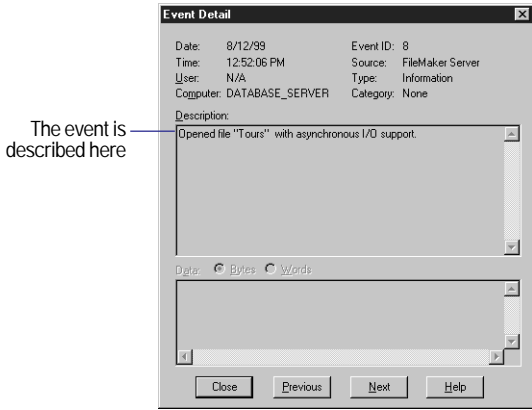 Event Detail
Date: 8/12/99 Event ID: 8
Time: 12:52:06 PM Source: FileMaker Server
User: N/A Type: Information
Computer: DATABASE_SERVER Category: None
Description:
The event is
described here
Opened file "Tours" with asynchronous I/O support.
Data: Bytes Words
Close Previous Next Help